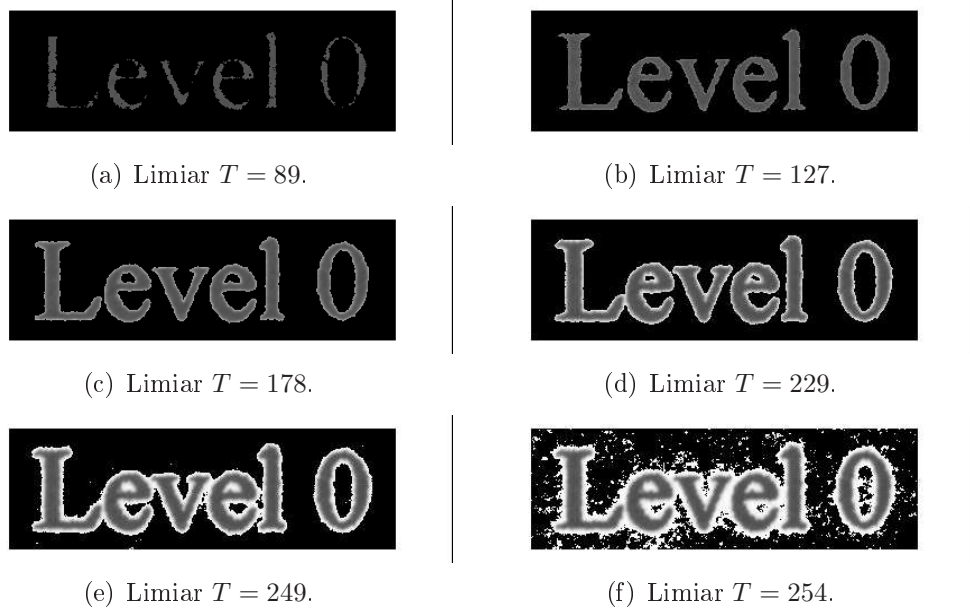 Level 0 Level 0
(a) Limiar T = 89. (b) Limiar T = 127.
Level 0 Level 0
(c) Limiar T = 178. (d) Limiar T = 229.
Level 0 Level 0
(e) Limiar T = 249. (f) Limiar T = 254.